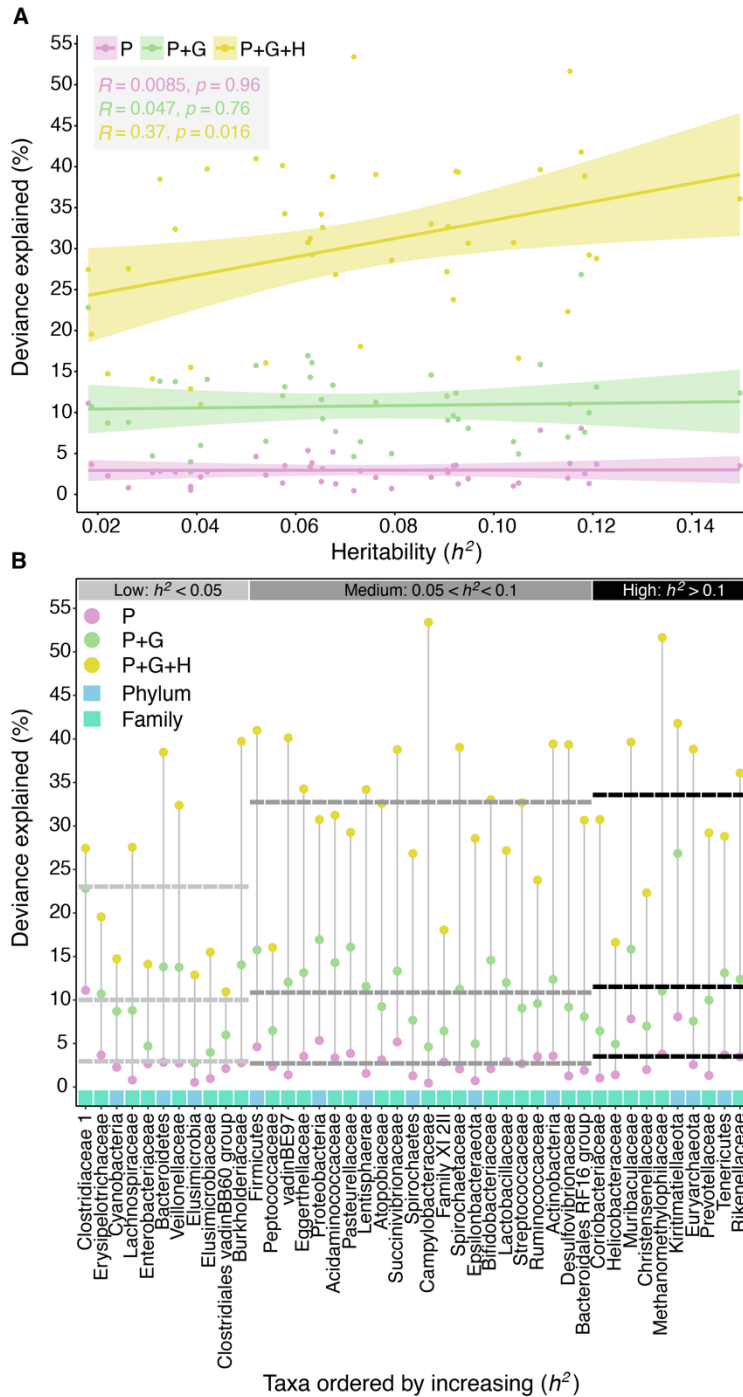 A
P P+G P+G+H
R = 0.0085, p = 0.96
R = 0.047, p = 0.76
R = 0.37, p = 0.016
55
50
45
40
35
30
25
20
15
10
5
0
Deviance explained (%)
0.02 0.04 0.06 0.08 0.10 0.12 0.14
Heritability (h²)
B
Low: h² < 0.05 Medium: 0.05 < h² < 0.1 High: h² > 0.1
P
P+G
P+G+H
Phylum
Family
55
50
45
40
35
30
25
20
15
10
5
0
Deviance explained (%)
Clostridiaceae 1
Erysipelotrichaceae
Cyanobacteria
Lachnospiraceae
Enterobacteriaceae
Bacteroidetes
Veillonellaceae
Elusimicrobia
Elusimicrobiaceae
Clostridiales vadinBB60 group
Burkholderiaceae
Firmicutes
Peptococcaceae
vadinBE97
Eggerthellaceae
Proteobacteria
Acidaminococcaceae
Pasteurellaceae
Lentisphaerae
Atopobiaceae
Succinivibrionaceae
Spirochaetes
Campylobacteraceae
Family XI 2II
Spirochaetaceae
Epsilonbacteraeota
Bifidobacteriaceae
Lactobacillaceae
Streptococcaceae
Ruminococcaceae
Actinobacteria
Desulfovibrionaceae
Bacteroidales RF16 group
Coriobacteriaceae
Helicobacteraceae
Muribaculaceae
Christensenellaceae
Methanomethylophilaceae
Kiritimatiellaeota
Euryarchaeota
Prevotellaceae
Tenericutes
Rikenellaceae
Taxa ordered by increasing (h²)